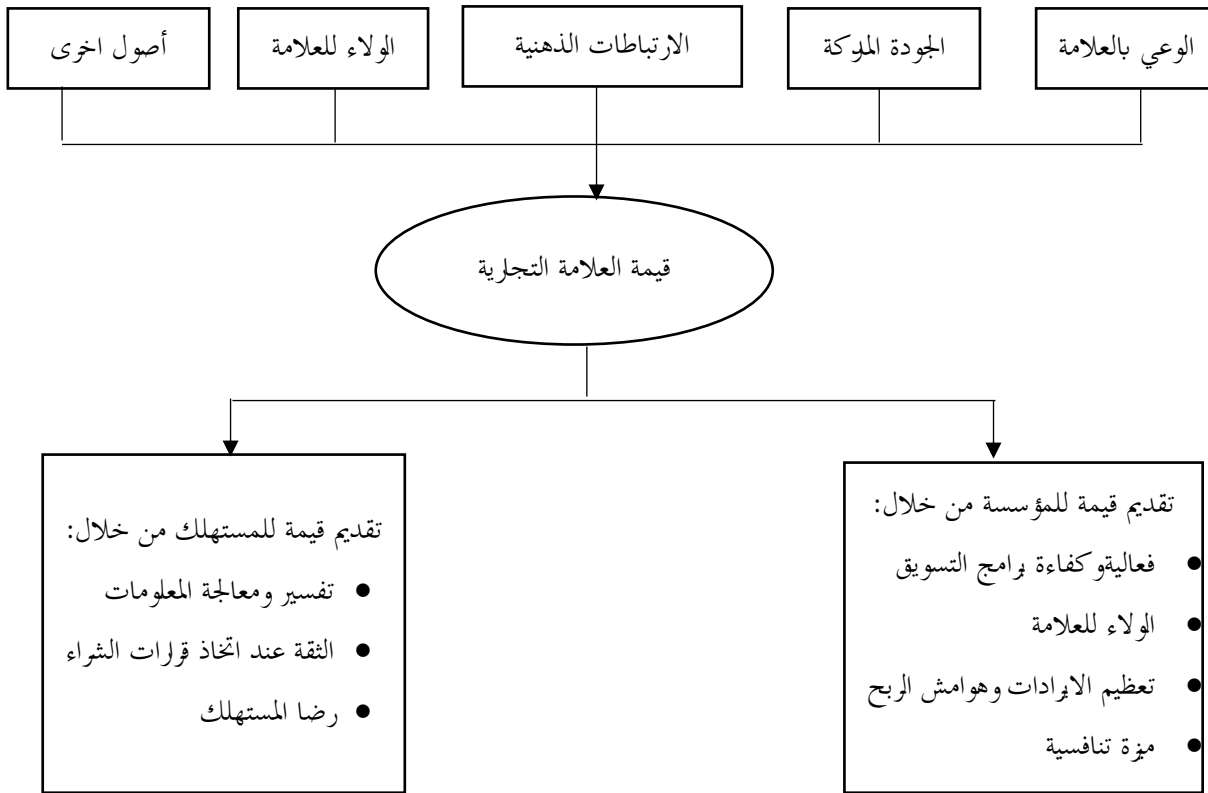 الوعي بالعلامة
الجودة المدركة
الارتباطات الذهنية
الولاء للعلامة
أصول اخرى
قيمة العلامة التجارية
تقديم قيمة للمؤسسة من خلال:
● فعالية وكفاءة برامج التسويق
● الولاء للعلامة
● تعظيم الايرادات وهوامش الربح
● ميزة تنافسية
تقديم قيمة للمستهلك من خلال:
● تفسير ومعالجة المعلومات
● الثقة عند اتخاذ قرارات الشراء
● رضا المستهلك